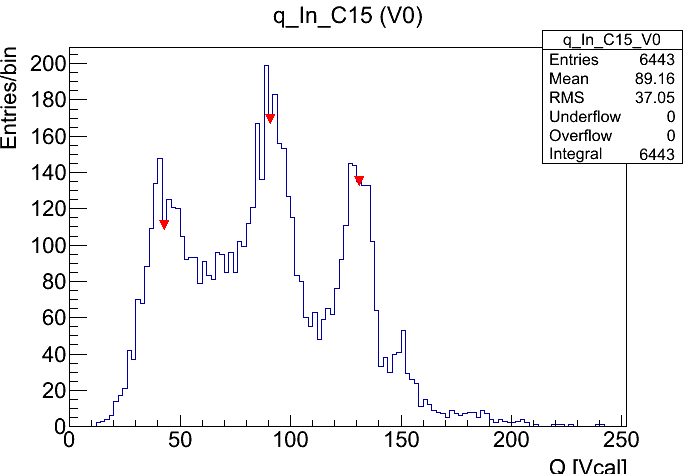 q_In_C15 (V0)
q_In_C15_V0
Entries 6443
Mean 89.16
RMS 37.05
Underflow 0
Overflow 0
Integral 6443
Entries/bin
200
180
160
140
120
100
80
60
40
20
0
0 50 100 150 200 250
Q [Vcal]